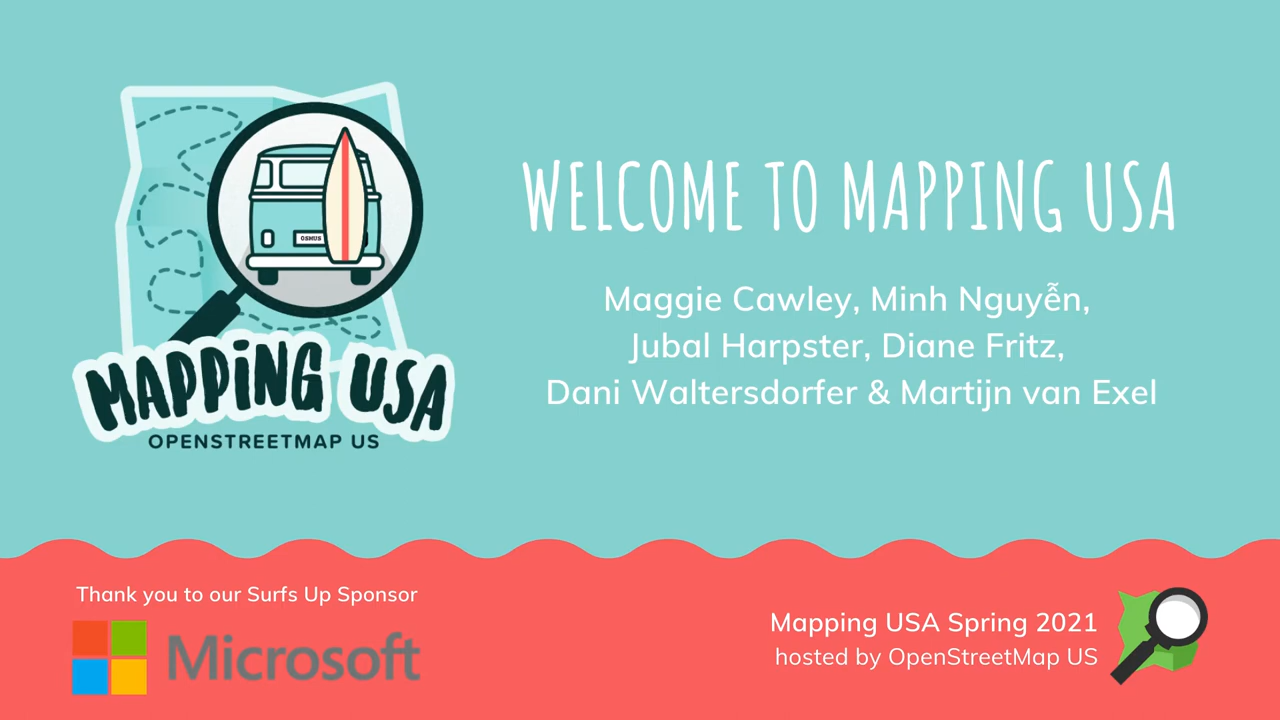 OSMUS
MAPPING USA
OPENSTREETMAP US
WELCOME TO MAPPING USA
Maggie Cawley, Minh Nguyễn,
Jubal Harpster, Diane Fritz,
Dani Waltersdorfer & Martijn van Exel
Thank you to our Surfs Up Sponsor
Microsoft
Mapping USA Spring 2021
hosted by OpenStreetMap US